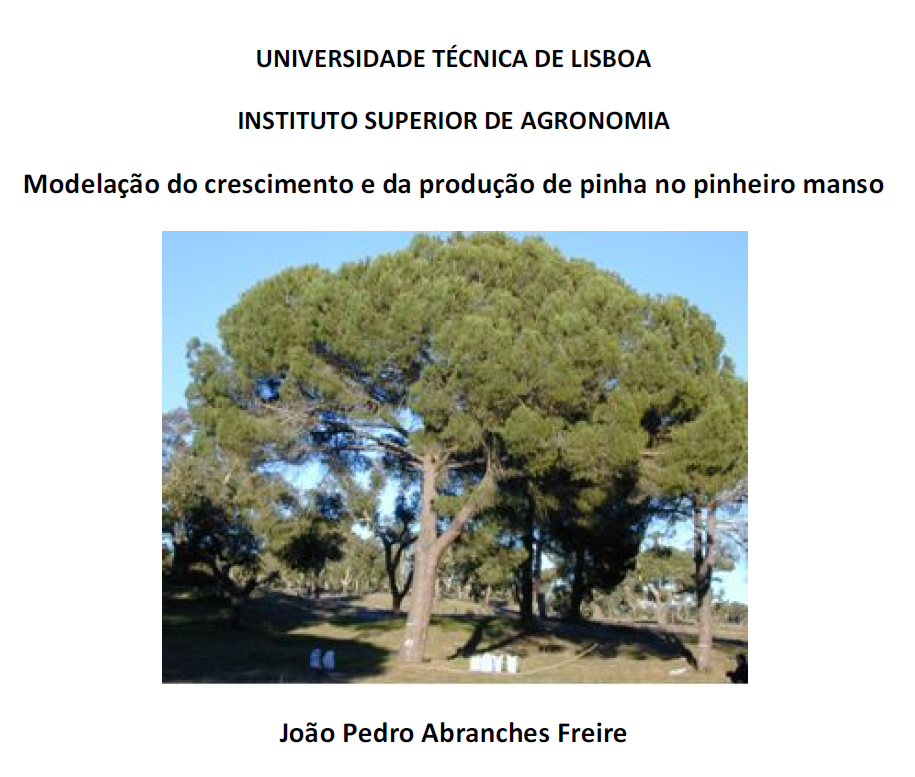 UNIVERSIDADE TÉCNICA DE LISBOA
INSTITUTO SUPERIOR DE AGRONOMIA
Modelação do crescimento e da produção de pinha no pinheiro manso
João Pedro Abranches Freire